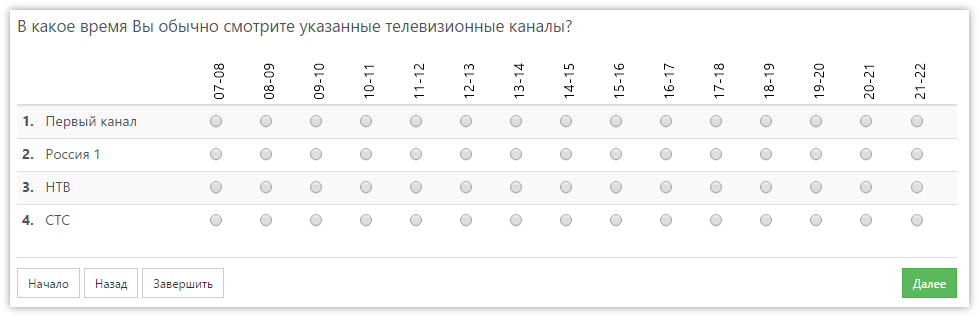 В какое время Вы обычно смотрите указанные телевизионные каналы?
07-08 08-09 09-10 10-11 11-12 12-13 13-14 14-15 15-16 16-17 17-18 18-19 19-20 20-21 21-22
1. Первый канал
2. Россия 1
3. НТВ
4. СТС
Начало Назад Завершить Далее